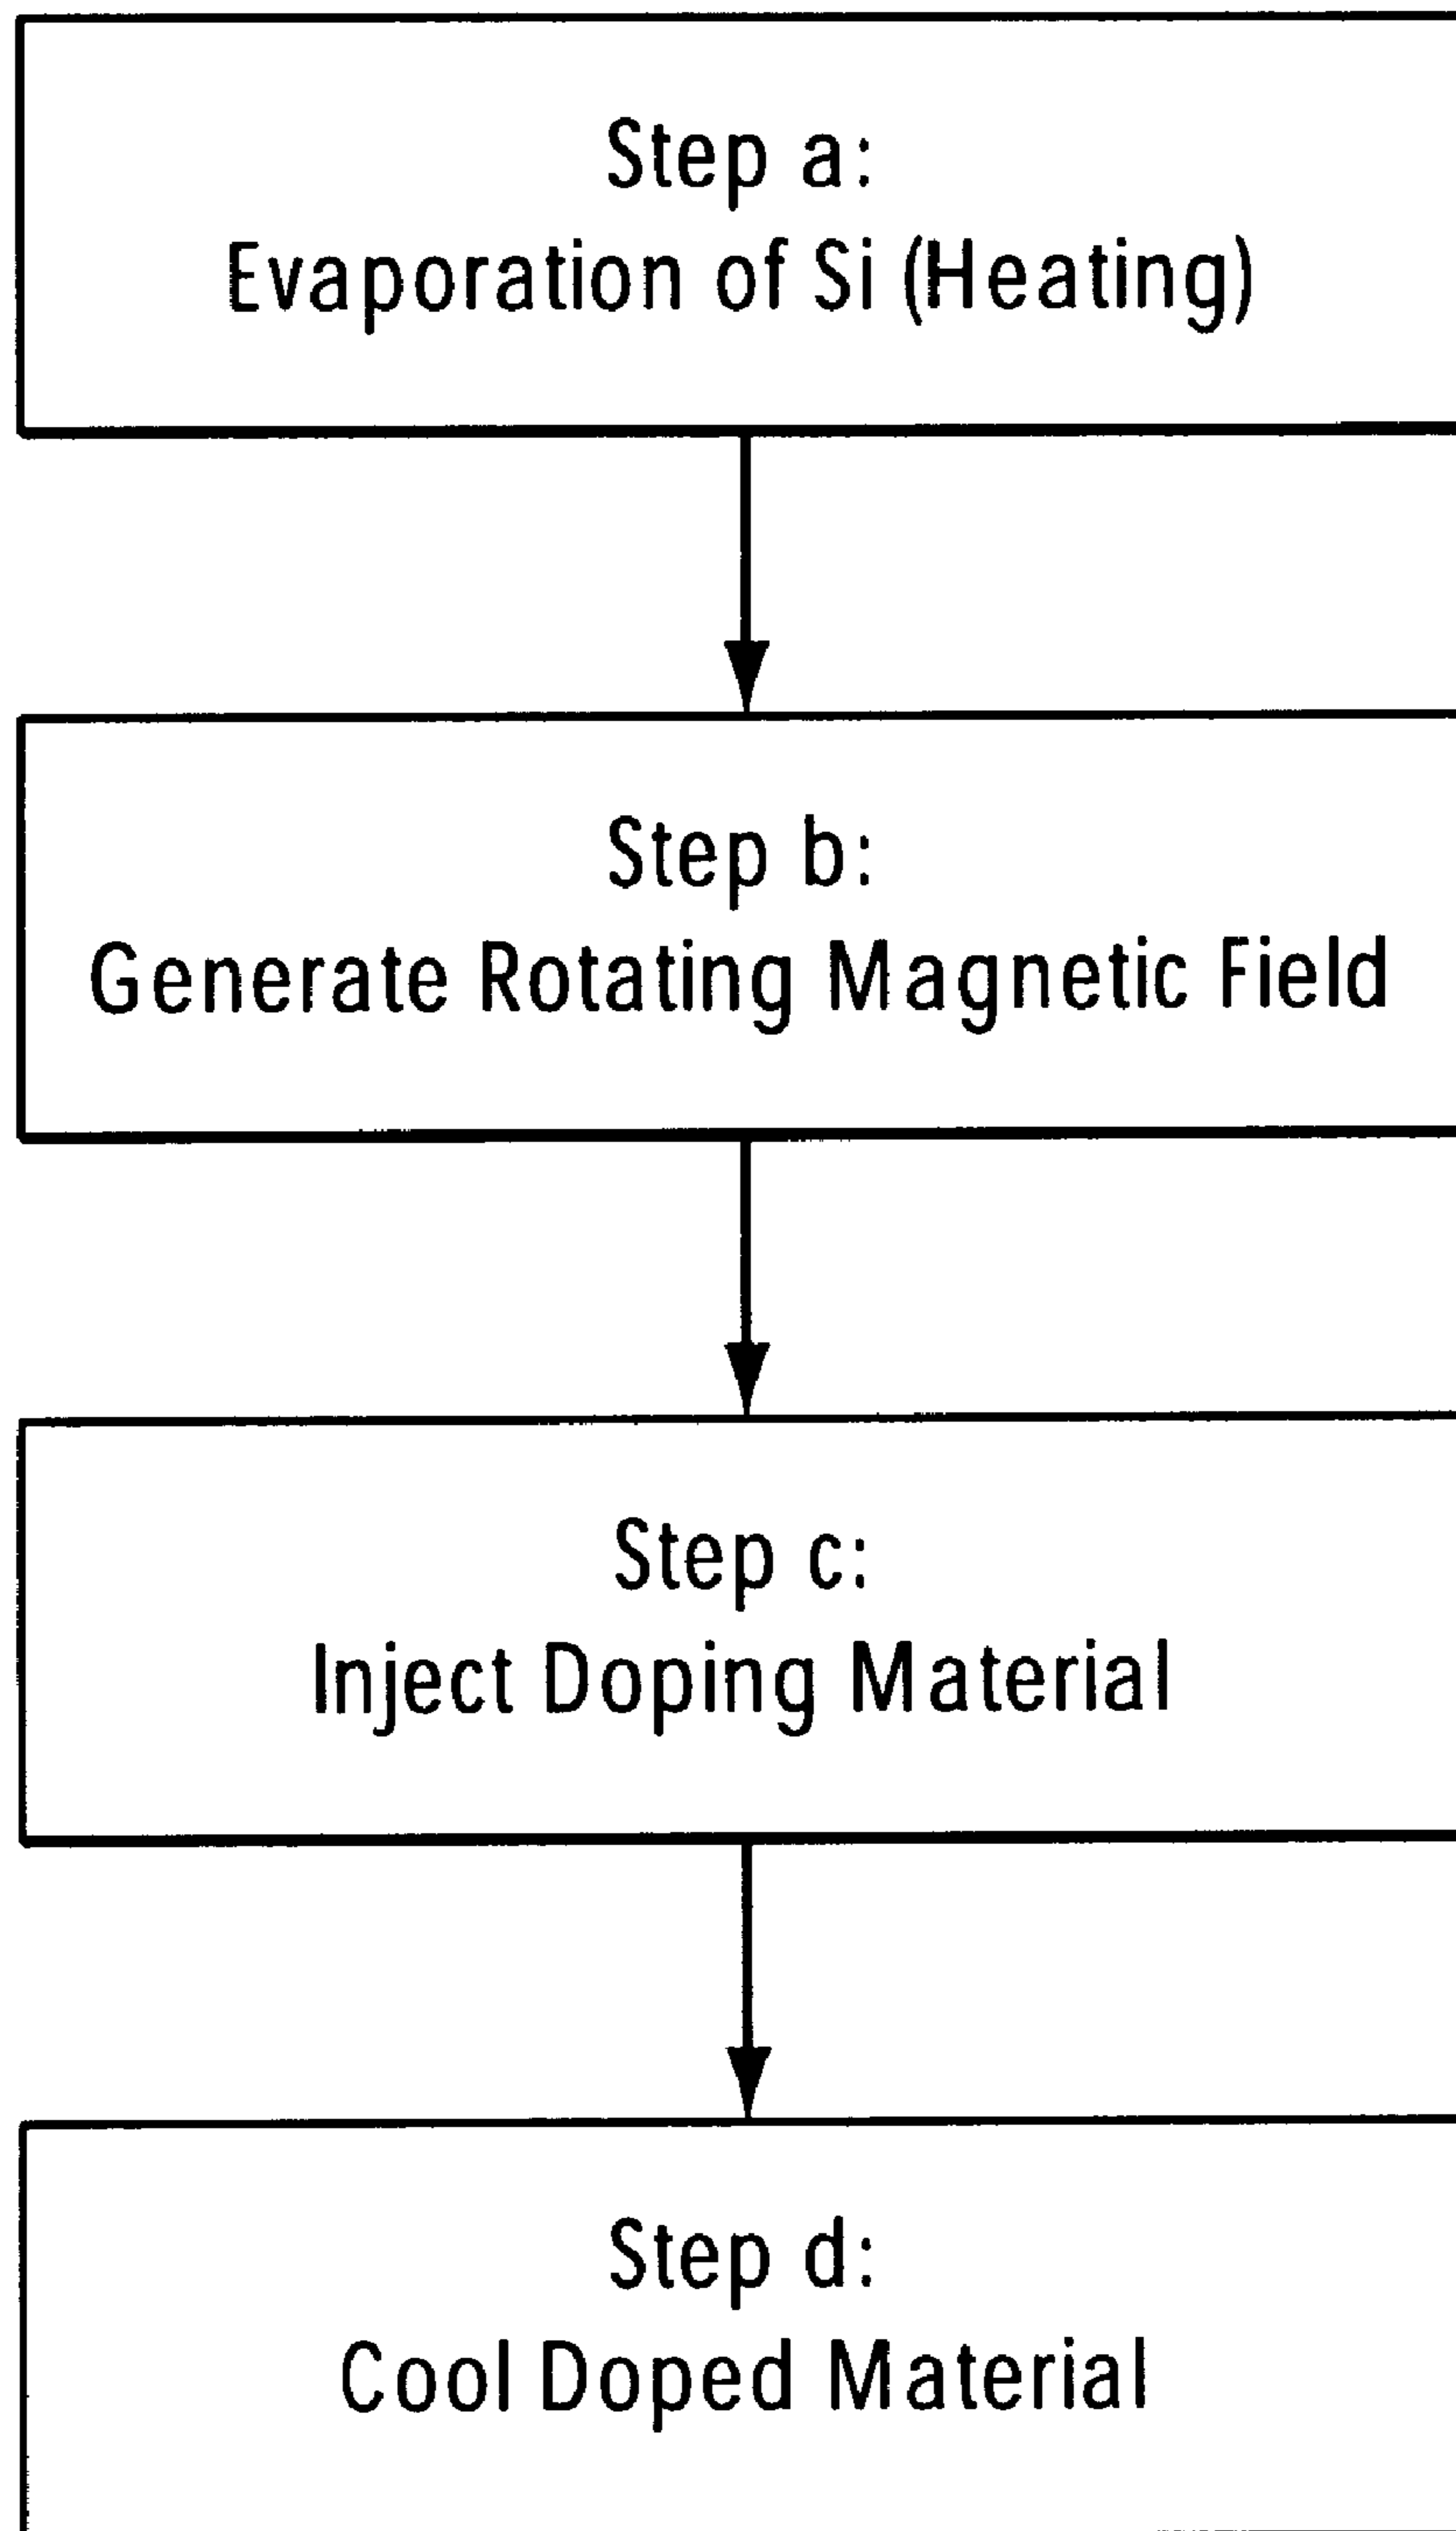 Step a:
Evaporation of Si (Heating)
Step b:
Generate Rotating Magnetic Field
Step c:
Inject Doping Material
Step d:
Cool Doped Material